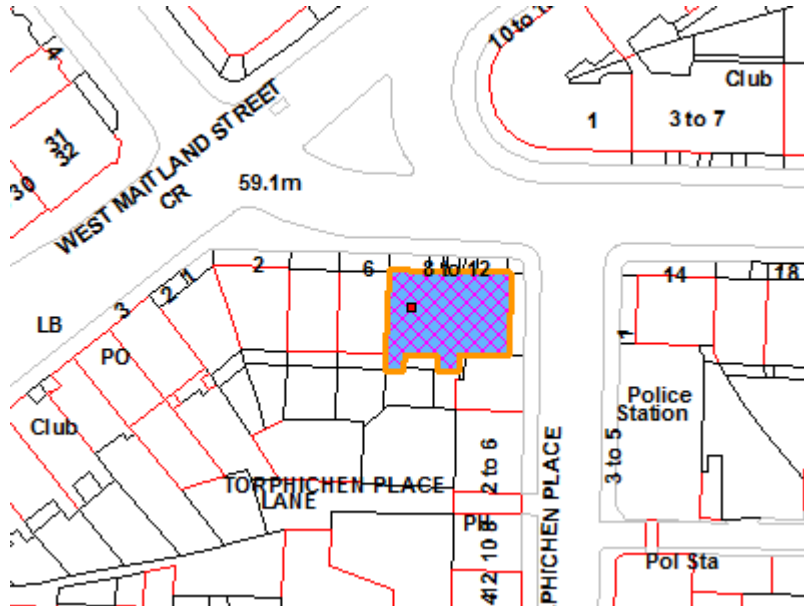 4
10 to
Club
31
32
1
3 to 7
30
WEST MAITLAND STREET
CR
59.1m
2
6
8 to 12
14
18
2
1
3
LB
PO
1
Club
Police
Station
3 to 5
2 to 6
TORPHICHEN PLACE
LANE
PHICHEN PLACE
PH
8
10
12
4
Pol Sta